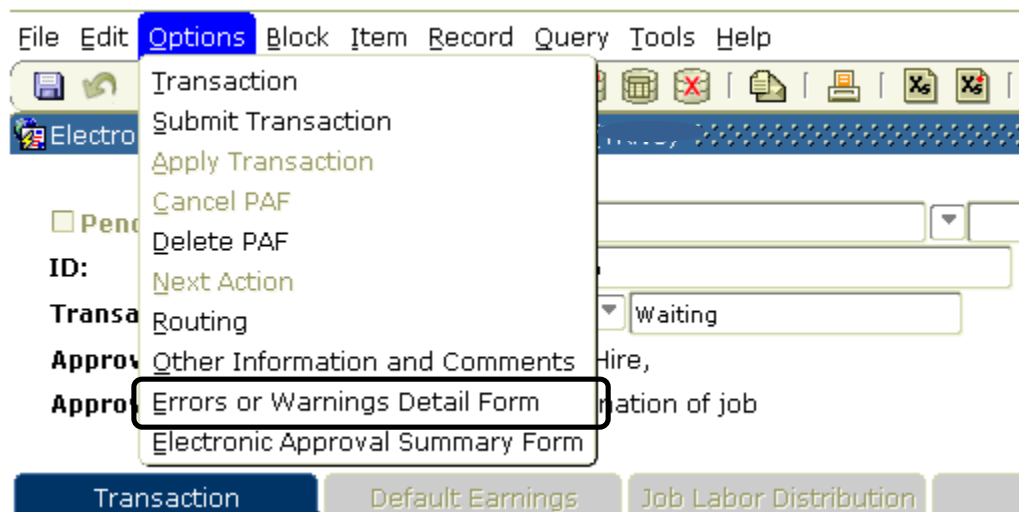 File Edit Options Block Item Record Query Tools Help
Transaction
Submit Transaction
Electro
Apply Transaction
Cancel PAF
Pend
Delete PAF
ID:
Next Action
Transa
Routing
Waiting
Approv
Other Information and Comments
Hire,
Appro
Errors or Warnings Detail Form
nation of job
Electronic Approval Summary Form
Transaction Default Earnings Job Labor Distribution